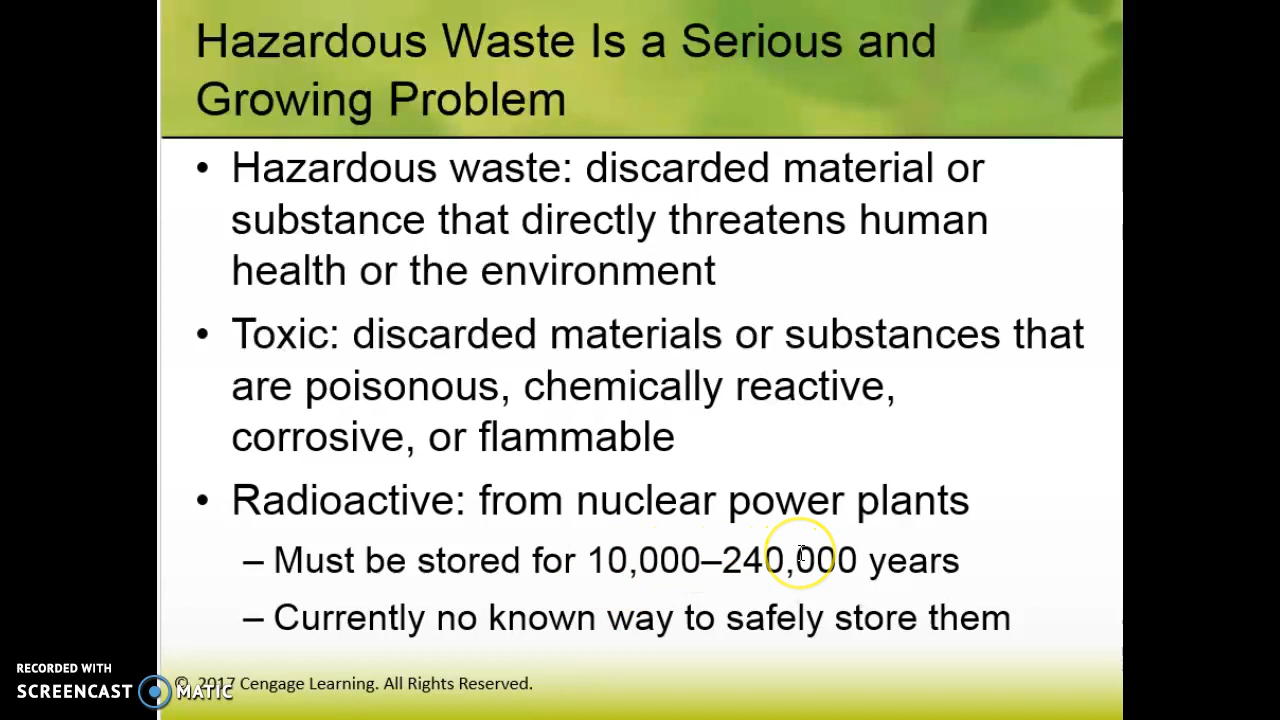 Hazardous Waste Is a Serious and
Growing Problem
• Hazardous waste: discarded material or
substance that directly threatens human
health or the environment
• Toxic: discarded materials or substances that
are poisonous, chemically reactive,
corrosive, or flammable
• Radioactive: from nuclear power plants
– Must be stored for 10,000–240,000 years
– Currently no known way to safely store them
RECORDED WITH
SCREENCAST MATIC
© 2017 Cengage Learning. All Rights Reserved.